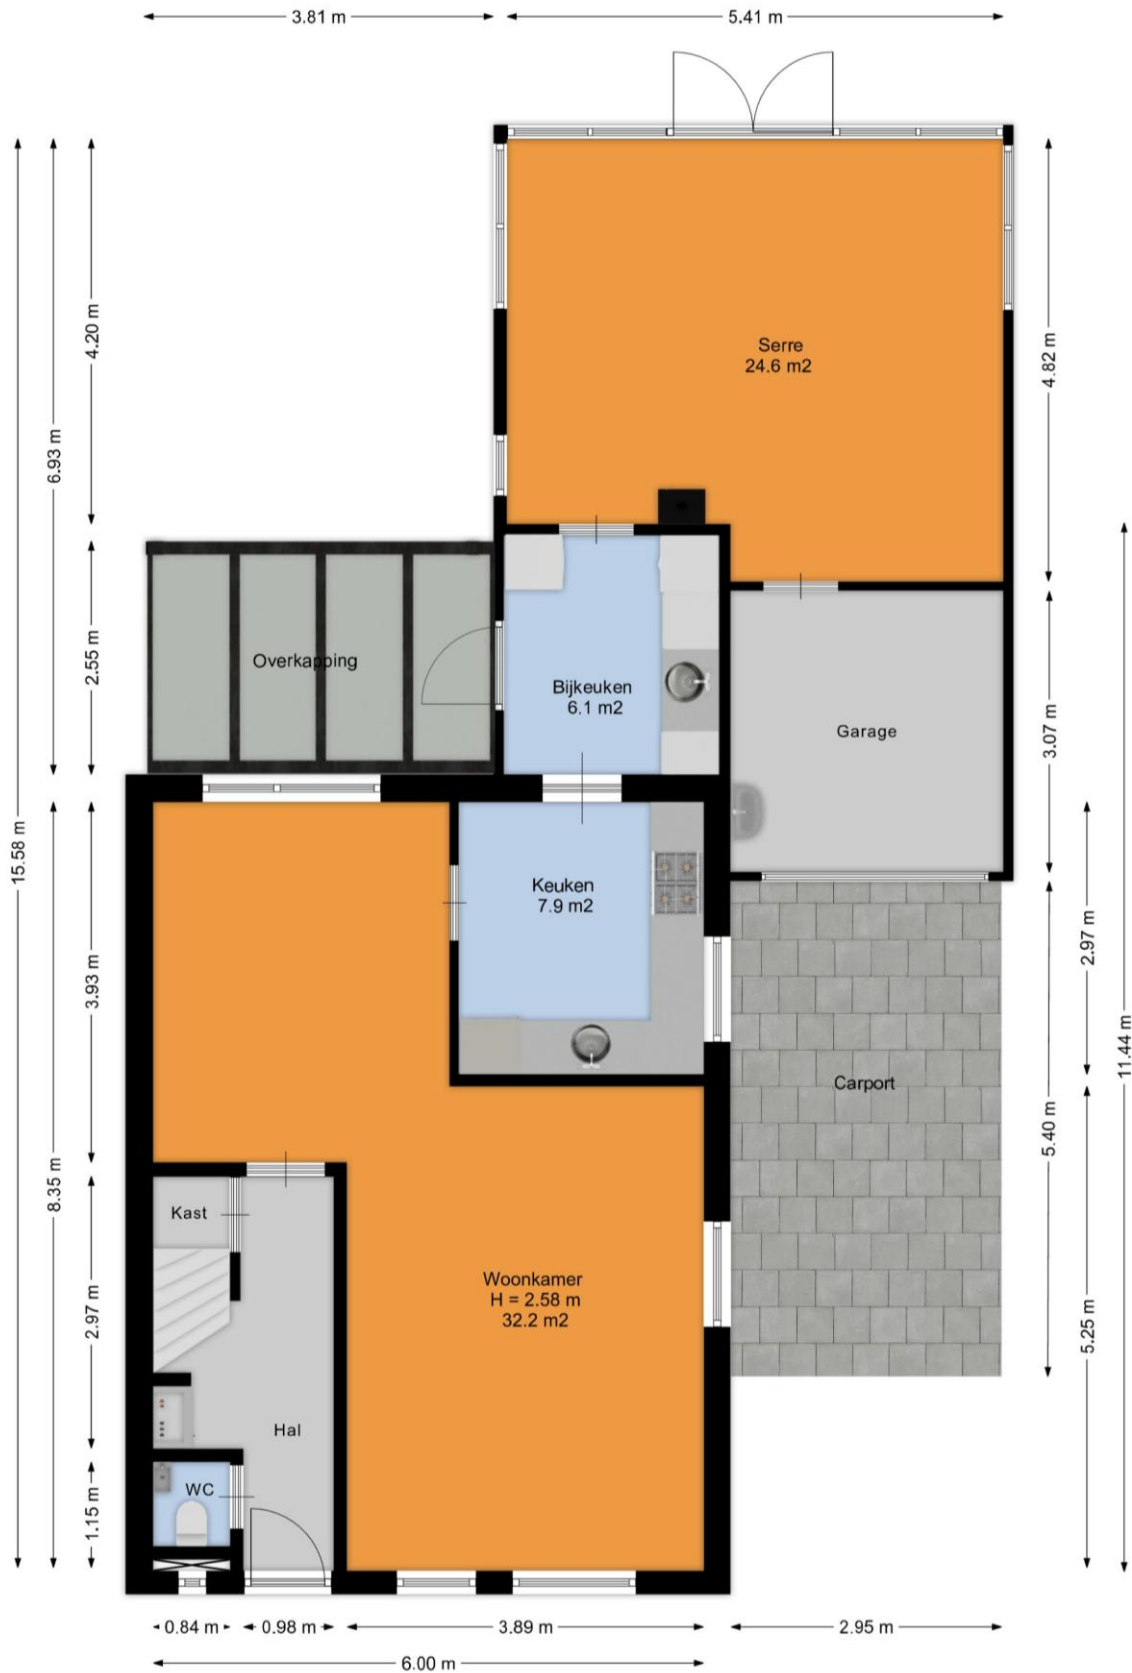 3.81 m
5.41 m
15.58 m
6.93 m
4.20 m
4.82 m
Serre
24.6 m2
2.55 m
Overkapping
Bijkeuken
6.1 m2
Garage
3.07 m
8.35 m
3.93 m
Keuken
7.9 m2
2.97 m
11.44 m
Carport
5.40 m
Kast
2.97 m
Woonkamer
H = 2.58 m
32.2 m2
5.25 m
Hal
WC
1.15 m
0.84 m
0.98 m
3.89 m
2.95 m
6.00 m